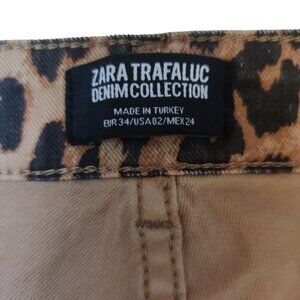 ZARA TRAFALUC
DENIM COLLECTION
MADE IN TURKEY
EUR 34/USA 02/MEX 24